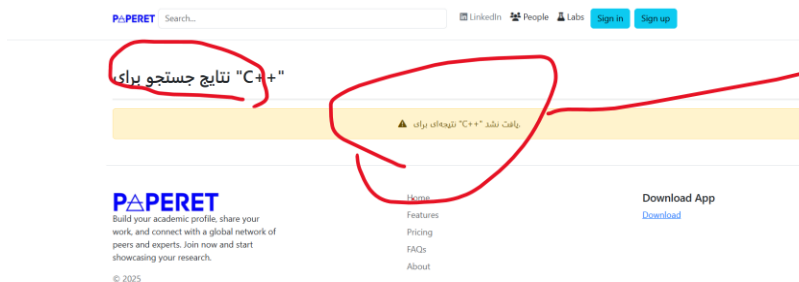 PAPERET Search... LinkedIn People Labs Sign in Sign up
نتایج جستجو برای "C++"
نتیجه‌ای برای "C++" یافت نشد.
PAPERET
Build your academic profile, share your
work, and connect with a global network of
peers and experts. Join now and start
showcasing your research.
© 2025
Home
Features
Pricing
FAQs
About
Download App
Download